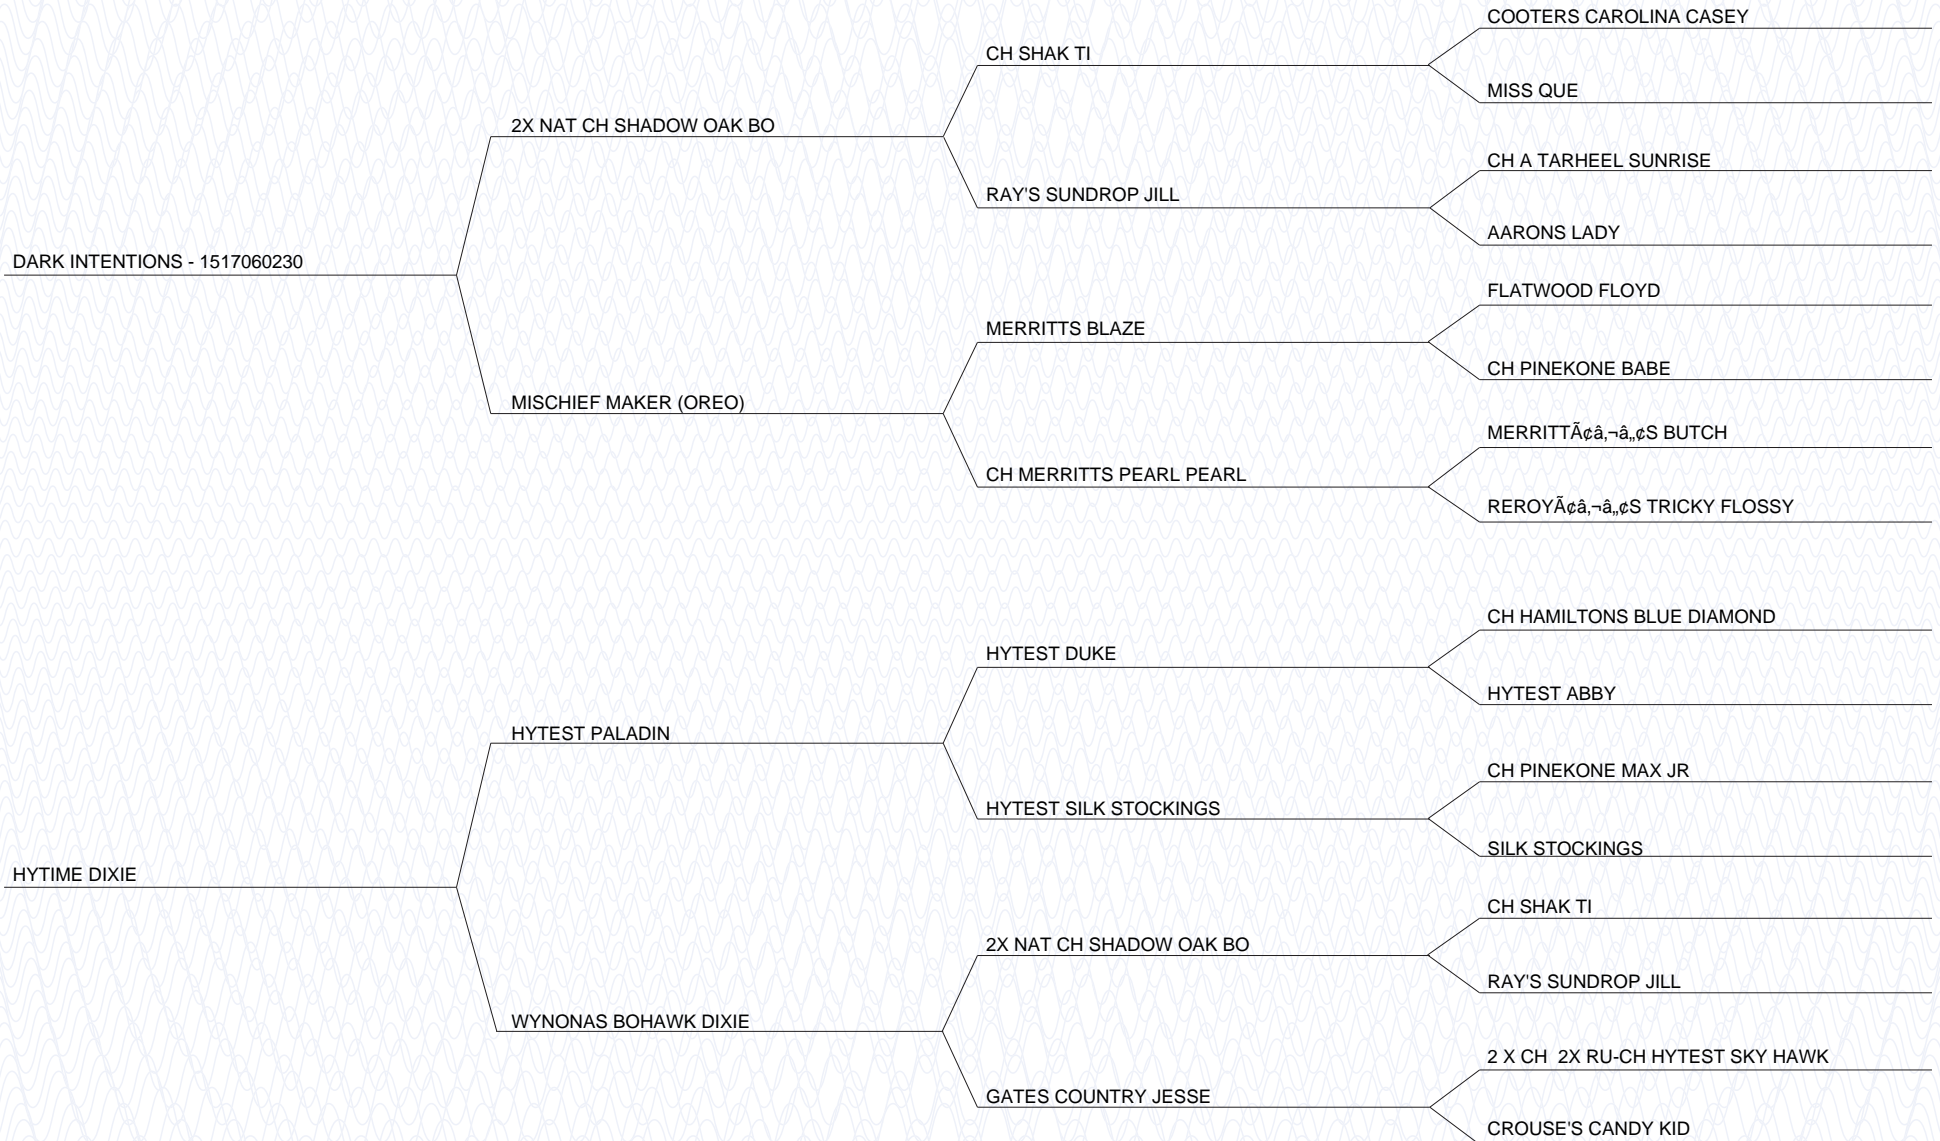 COOTERS CAROLINA CASEY
CH SHAK TI
MISS QUE
2X NAT CH SHADOW OAK BO
CH A TARHEEL SUNRISE
RAY'S SUNDROP JILL
AARONS LADY
DARK INTENTIONS - 1517060230
FLATWOOD FLOYD
MERRITTS BLAZE
CH PINEKONE BABE
MISCHIEF MAKER (OREO)
MERRITTÃ¢â‚¬â„¢S BUTCH
CH MERRITTS PEARL PEARL
REROYÃ¢â‚¬â„¢S TRICKY FLOSSY
CH HAMILTONS BLUE DIAMOND
HYTEST DUKE
HYTEST ABBY
HYTEST PALADIN
CH PINEKONE MAX JR
HYTEST SILK STOCKINGS
SILK STOCKINGS
HYTIME DIXIE
CH SHAK TI
2X NAT CH SHADOW OAK BO
RAY'S SUNDROP JILL
WYNONAS BOHAWK DIXIE
2 X CH  2X RU-CH HYTEST SKY HAWK
GATES COUNTRY JESSE
CROUSE'S CANDY KID